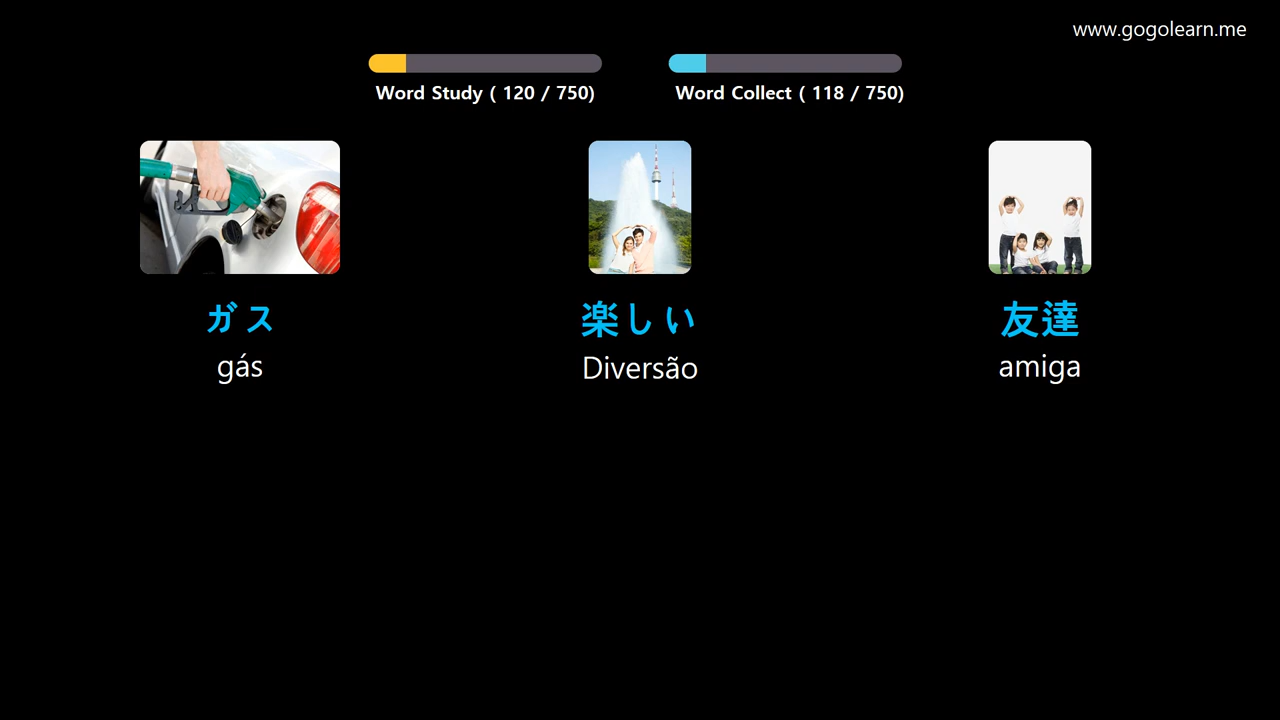 www.gogolearn.me
Word Study ( 120 / 750)
Word Collect ( 118 / 750)
ガス
楽しい
友達
gás
Diversão
amiga